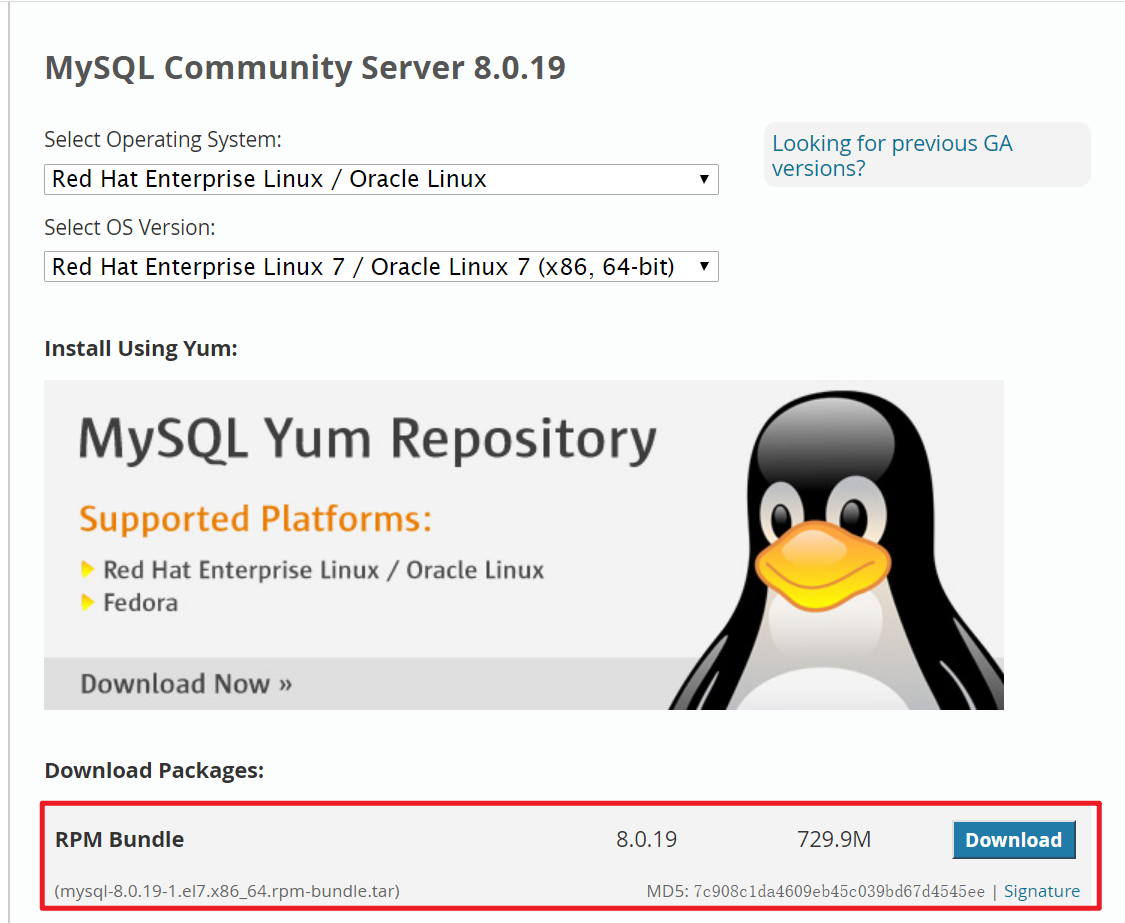 MySQL Community Server 8.0.19
Select Operating System:
Looking for previous GA
versions?
Red Hat Enterprise Linux / Oracle Linux
Select OS Version:
Red Hat Enterprise Linux 7 / Oracle Linux 7 (x86, 64-bit)
Install Using Yum:
MySQL Yum Repository
Supported Platforms:
Red Hat Enterprise Linux / Oracle Linux
Fedora
Download Now »
Download Packages:
RPM Bundle 8.0.19 729.9M Download
(mysql-8.0.19-1.el7.x86_64.rpm-bundle.tar) MD5: 7c908c1da4609eb45c039bd67d4545ee | Signature